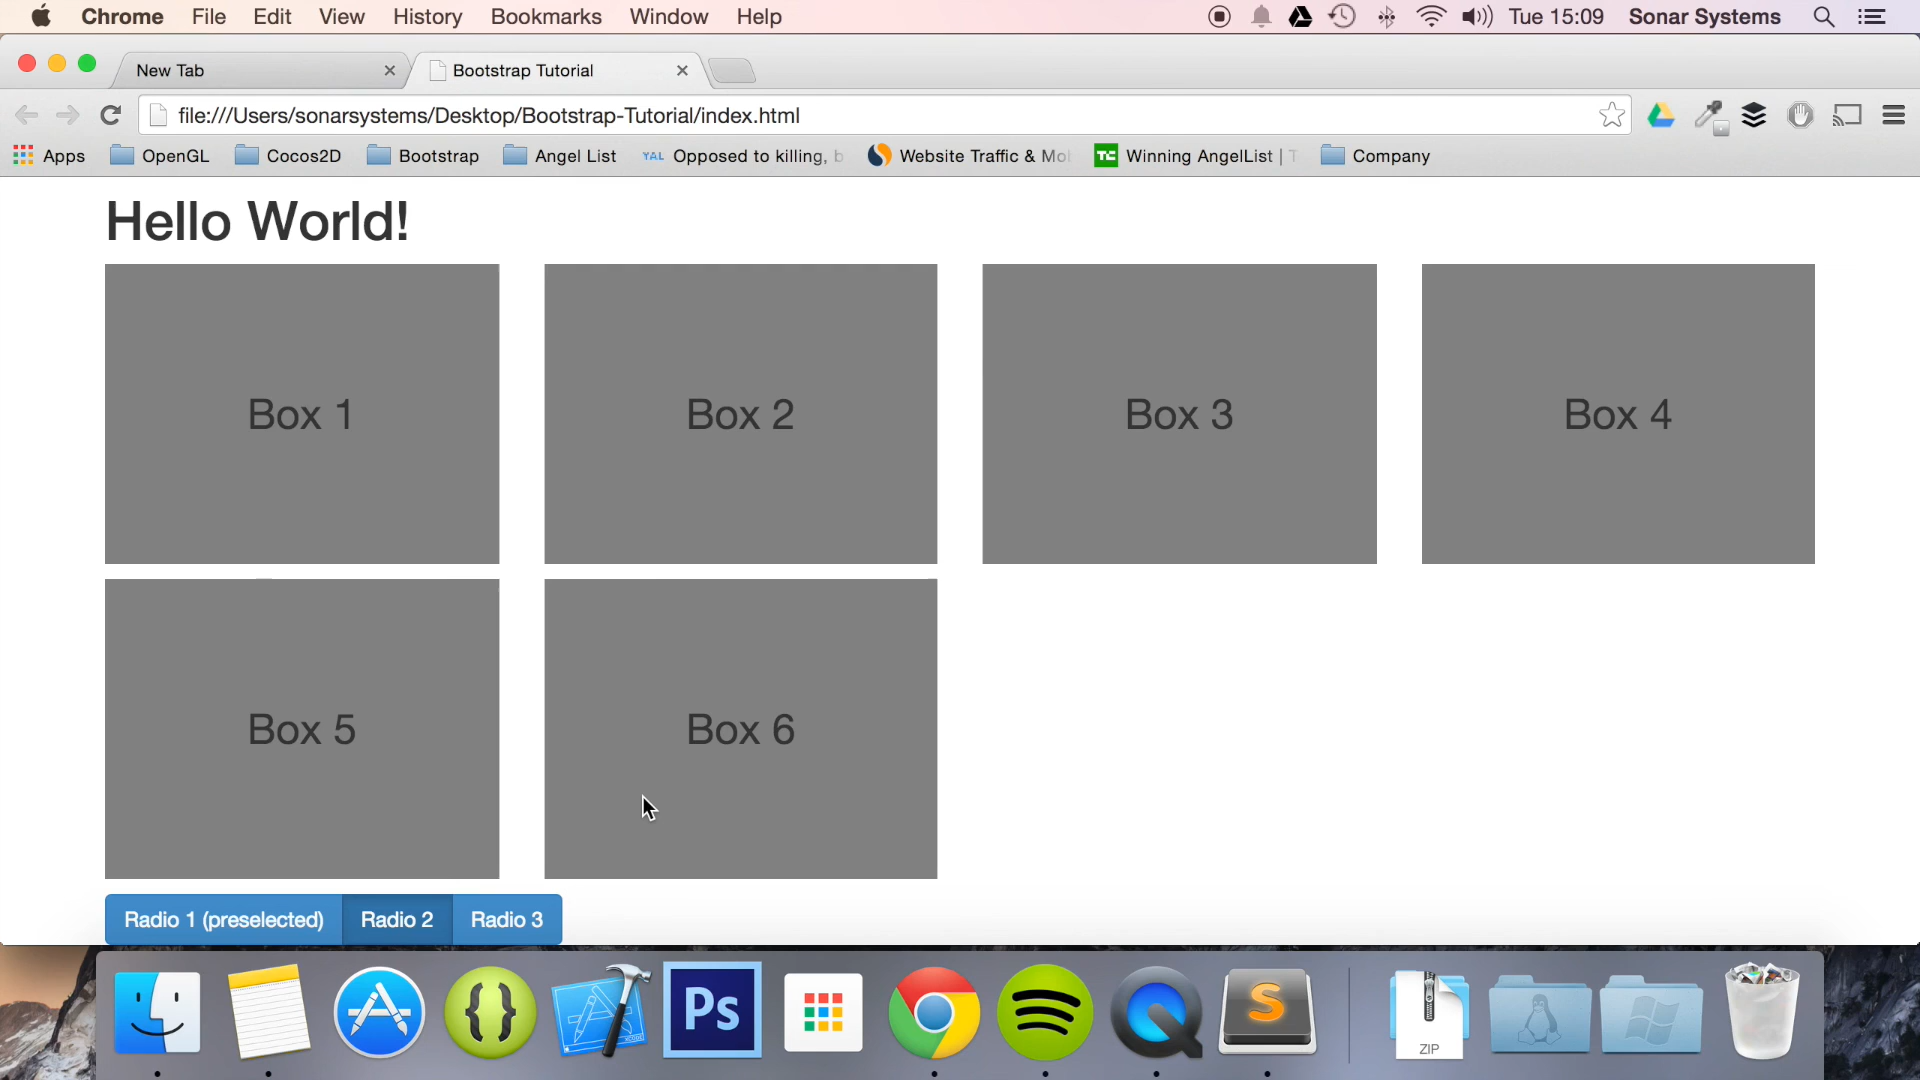 Chrome File Edit View History Bookmarks Window Help Tue 15:09 Sonar Systems
New Tab Bootstrap Tutorial
file:///Users/sonarsystems/Desktop/Bootstrap-Tutorial/index.html
Apps OpenGL Cocos2D Bootstrap Angel List YAL Opposed to killing, b Website Traffic & Mo TC Winning AngelList | T Company
Hello World!
Box 1 Box 2 Box 3 Box 4
Box 5 Box 6
Radio 1 (preselected) Radio 2 Radio 3
Ps
S
ZIP